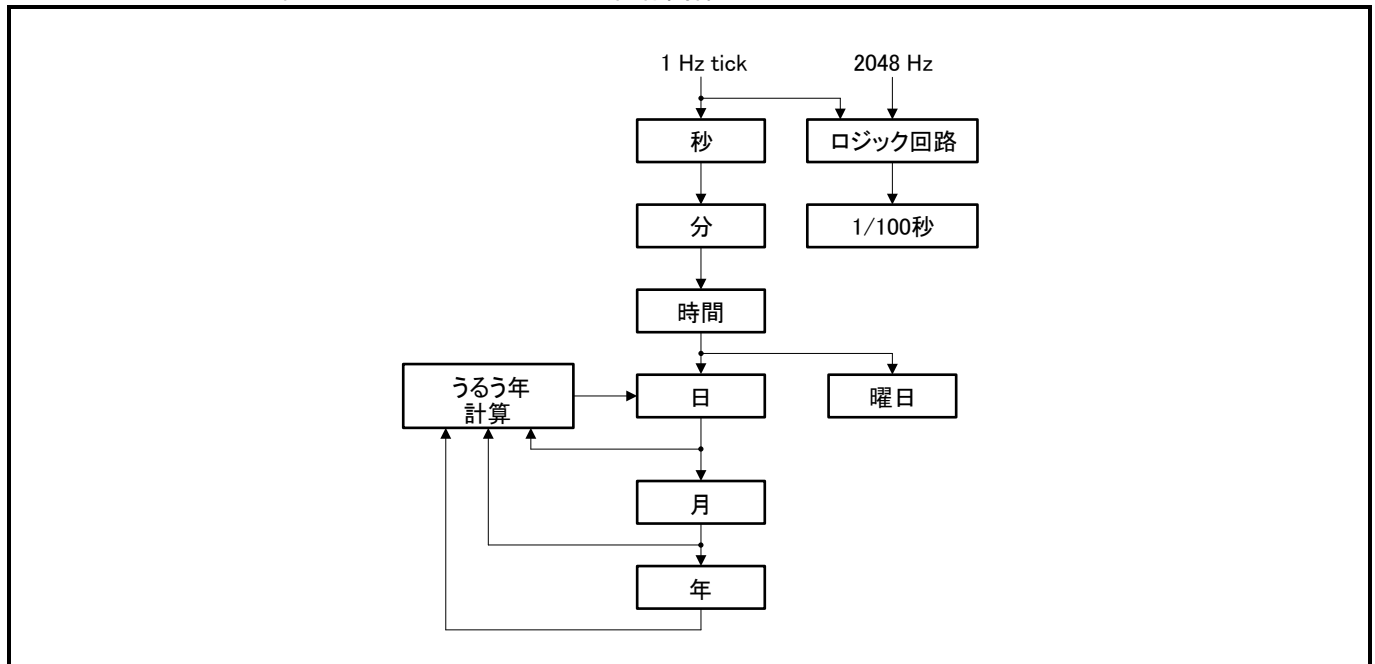 1 Hz tick
2048 Hz
秒
ロジック回路
分
1/100秒
時間
うるう年
計算
日
曜日
月
年